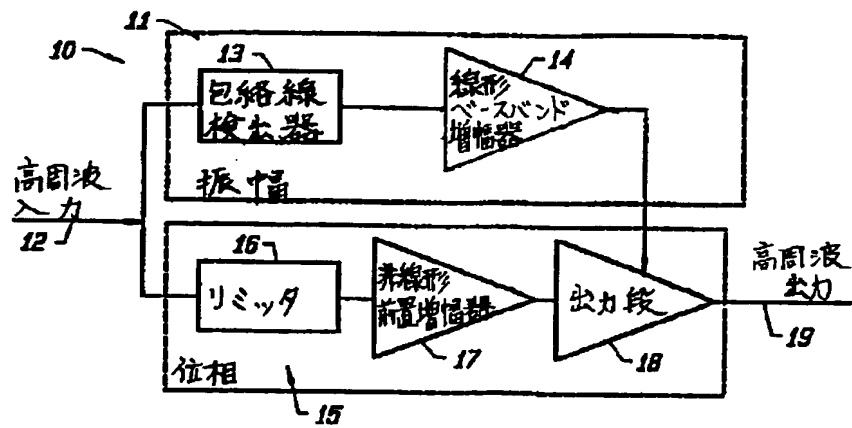 11
10
13
14
包絡線
検出器
線形
ベースバンド
増幅器
振幅
高周波
入力
12
16
リミッタ
非線形
前置増幅器
17
出力段
18
高周波
出力
19
位相
15